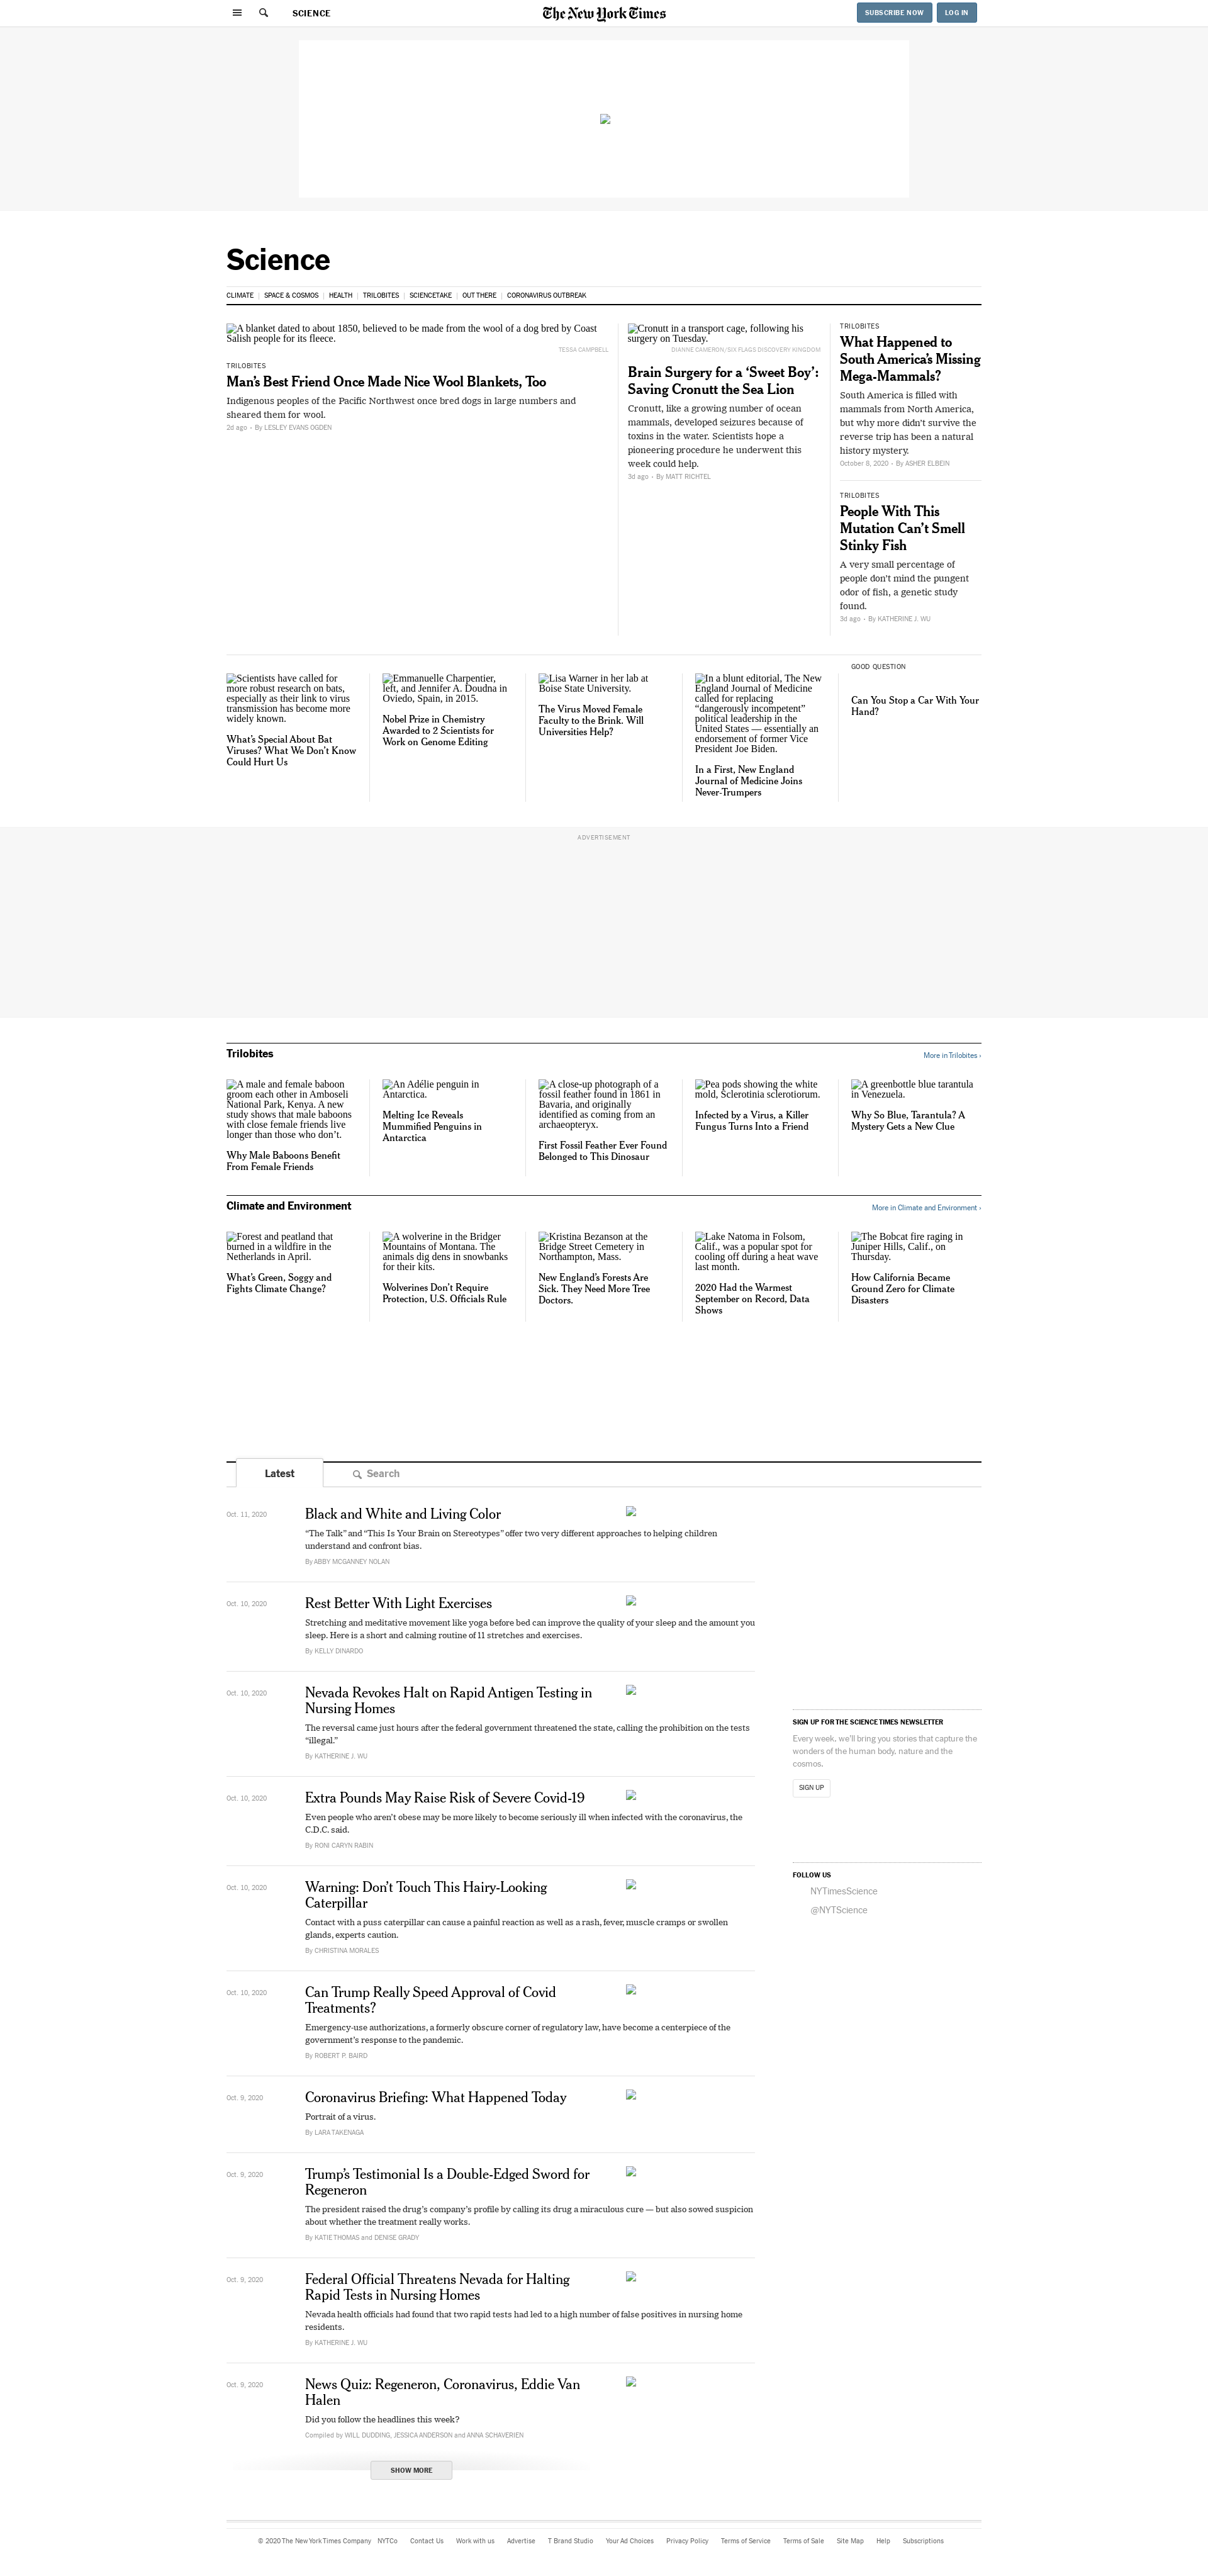 SCIENCE
The New York Times
SUBSCRIBE NOW
LOG IN
Science
CLIMATE | SPACE & COSMOS | HEALTH | TRILOBITES | SCIENCETAKE | OUT THERE | CORONAVIRUS OUTBREAK
A blanket dated to about 1850, believed to be made from the wool of a dog bred by Coast
Salish people for its fleece.
TESSA CAMPBELL
TRILOBITES
Man’s Best Friend Once Made Nice Wool Blankets, Too
Indigenous peoples of the Pacific Northwest once bred dogs in large numbers and
sheared them for wool.
2d ago • By LESLEY EVANS OGDEN
Cronutt in a transport cage, following his
surgery on Tuesday.
DIANNE CAMERON/SIX FLAGS DISCOVERY KINGDOM
Brain Surgery for a ‘Sweet Boy’:
Saving Cronutt the Sea Lion
Cronutt, like a growing number of ocean
mammals, developed seizures because of
toxins in the water. Scientists hope a
pioneering procedure he underwent this
week could help.
3d ago • By MATT RICHTEL
TRILOBITES
What Happened to
South America’s Missing
Mega-Mammals?
South America is filled with
mammals from North America,
but why more didn’t survive the
reverse trip has been a natural
history mystery.
October 8, 2020 • By ASHER ELBEIN
TRILOBITES
People With This
Mutation Can’t Smell
Stinky Fish
A very small percentage of
people don’t mind the pungent
odor of fish, a genetic study
found.
3d ago • By KATHERINE J. WU
Scientists have called for
more robust research on bats,
especially as their link to virus
transmission has become more
widely known.
What’s Special About Bat
Viruses? What We Don’t Know
Could Hurt Us
Emmanuelle Charpentier,
left, and Jennifer A. Doudna in
Oviedo, Spain, in 2015.
Nobel Prize in Chemistry
Awarded to 2 Scientists for
Work on Genome Editing
Lisa Warner in her lab at
Boise State University.
The Virus Moved Female
Faculty to the Brink. Will
Universities Help?
In a blunt editorial, The New
England Journal of Medicine
called for replacing
“dangerously incompetent”
political leadership in the
United States — essentially an
endorsement of former Vice
President Joe Biden.
In a First, New England
Journal of Medicine Joins
Never-Trumpers
GOOD QUESTION
Can You Stop a Car With Your
Hand?
ADVERTISEMENT
Trilobites
More in Trilobites ›
A male and female baboon
groom each other in Amboseli
National Park, Kenya. A new
study shows that male baboons
with close female friends live
longer than those who don’t.
Why Male Baboons Benefit
From Female Friends
An Adélie penguin in
Antarctica.
Melting Ice Reveals
Mummified Penguins in
Antarctica
A close-up photograph of a
fossil feather found in 1861 in
Bavaria, and originally
identified as coming from an
archaeopteryx.
First Fossil Feather Ever Found
Belonged to This Dinosaur
Pea pods showing the white
mold, Sclerotinia sclerotiorum.
Infected by a Virus, a Killer
Fungus Turns Into a Friend
A greenbottle blue tarantula
in Venezuela.
Why So Blue, Tarantula? A
Mystery Gets a New Clue
Climate and Environment
More in Climate and Environment ›
Forest and peatland that
burned in a wildfire in the
Netherlands in April.
What’s Green, Soggy and
Fights Climate Change?
A wolverine in the Bridger
Mountains of Montana. The
animals dig dens in snowbanks
for their kits.
Wolverines Don’t Require
Protection, U.S. Officials Rule
Kristina Bezanson at the
Bridge Street Cemetery in
Northampton, Mass.
New England’s Forests Are
Sick. They Need More Tree
Doctors.
Lake Natoma in Folsom,
Calif., was a popular spot for
cooling off during a heat wave
last month.
2020 Had the Warmest
September on Record, Data
Shows
The Bobcat fire raging in
Juniper Hills, Calif., on
Thursday.
How California Became
Ground Zero for Climate
Disasters
Latest
Search
Oct. 11, 2020
Black and White and Living Color
“The Talk” and “This Is Your Brain on Stereotypes” offer two very different approaches to helping children
understand and confront bias.
By ABBY MCGANNEY NOLAN
Oct. 10, 2020
Rest Better With Light Exercises
Stretching and meditative movement like yoga before bed can improve the quality of your sleep and the amount you
sleep. Here is a short and calming routine of 11 stretches and exercises.
By KELLY DINARDO
Oct. 10, 2020
Nevada Revokes Halt on Rapid Antigen Testing in
Nursing Homes
The reversal came just hours after the federal government threatened the state, calling the prohibition on the tests
“illegal.”
By KATHERINE J. WU
Oct. 10, 2020
Extra Pounds May Raise Risk of Severe Covid-19
Even people who aren’t obese may be more likely to become seriously ill when infected with the coronavirus, the
C.D.C. said.
By RONI CARYN RABIN
Oct. 10, 2020
Warning: Don’t Touch This Hairy-Looking
Caterpillar
Contact with a puss caterpillar can cause a painful reaction as well as a rash, fever, muscle cramps or swollen
glands, experts caution.
By CHRISTINA MORALES
Oct. 10, 2020
Can Trump Really Speed Approval of Covid
Treatments?
Emergency-use authorizations, a formerly obscure corner of regulatory law, have become a centerpiece of the
government’s response to the pandemic.
By ROBERT P. BAIRD
Oct. 9, 2020
Coronavirus Briefing: What Happened Today
Portrait of a virus.
By LARA TAKENAGA
Oct. 9, 2020
Trump’s Testimonial Is a Double-Edged Sword for
Regeneron
The president raised the drug’s company’s profile by calling its drug a miraculous cure — but also sowed suspicion
about whether the treatment really works.
By KATIE THOMAS and DENISE GRADY
Oct. 9, 2020
Federal Official Threatens Nevada for Halting
Rapid Tests in Nursing Homes
Nevada health officials had found that two rapid tests had led to a high number of false positives in nursing home
residents.
By KATHERINE J. WU
Oct. 9, 2020
News Quiz: Regeneron, Coronavirus, Eddie Van
Halen
Did you follow the headlines this week?
Compiled by WILL DUDDING, JESSICA ANDERSON and ANNA SCHAVERIEN
SHOW MORE
SIGN UP FOR THE SCIENCE TIMES NEWSLETTER
Every week, we’ll bring you stories that capture the
wonders of the human body, nature and the
cosmos.
SIGN UP
FOLLOW US
NYTimesScience
@NYTScience
© 2020 The New York Times Company NYTCo Contact Us Work with us Advertise T Brand Studio Your Ad Choices Privacy Policy Terms of Service Terms of Sale Site Map Help Subscriptions